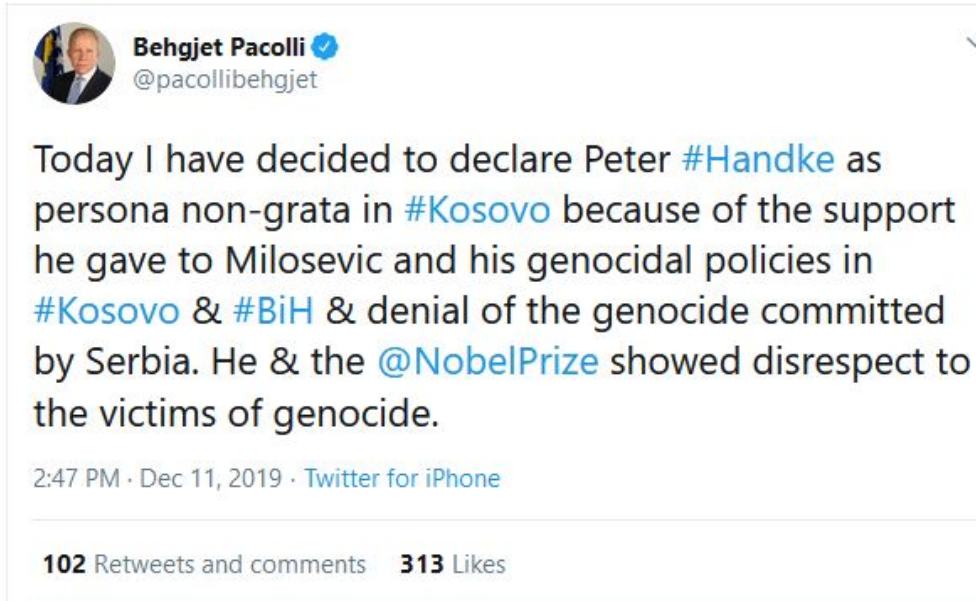 Behgjet Pacolli
@pacollibehgjet
Today I have decided to declare Peter #Handke as
persona non-grata in #Kosovo because of the support
he gave to Milosevic and his genocidal policies in
#Kosovo & #BiH & denial of the genocide committed
by Serbia. He & the @NobelPrize showed disrespect to
the victims of genocide.
2:47 PM · Dec 11, 2019 · Twitter for iPhone
102 Retweets and comments 313 Likes